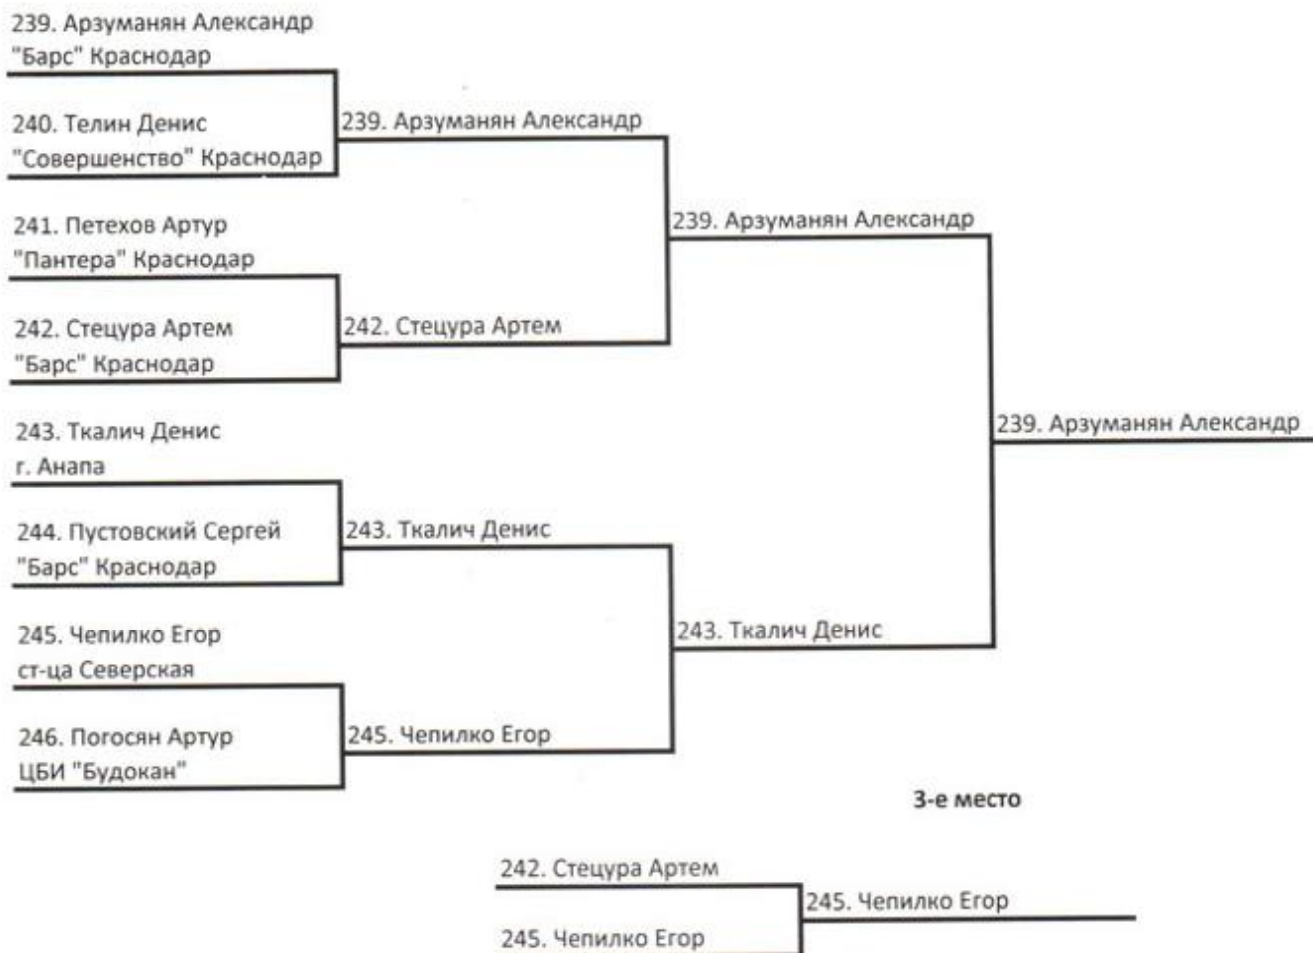 239. Арзуманян Александр
"Барс" Краснодар
240. Телин Денис
"Совершенство" Краснодар
239. Арзуманян Александр
241. Петехов Артур
"Пантера" Краснодар
239. Арзуманян Александр
242. Стецура Артем
"Барс" Краснодар
242. Стецура Артем
243. Ткалич Денис
г. Анапа
239. Арзуманян Александр
244. Пустовский Сергей
"Барс" Краснодар
243. Ткалич Денис
245. Чепилко Егор
ст-ца Северская
243. Ткалич Денис
246. Погосян Артур
ЦБИ "Будокан"
245. Чепилко Егор
3-е место
242. Стецура Артем
245. Чепилко Егор
245. Чепилко Егор